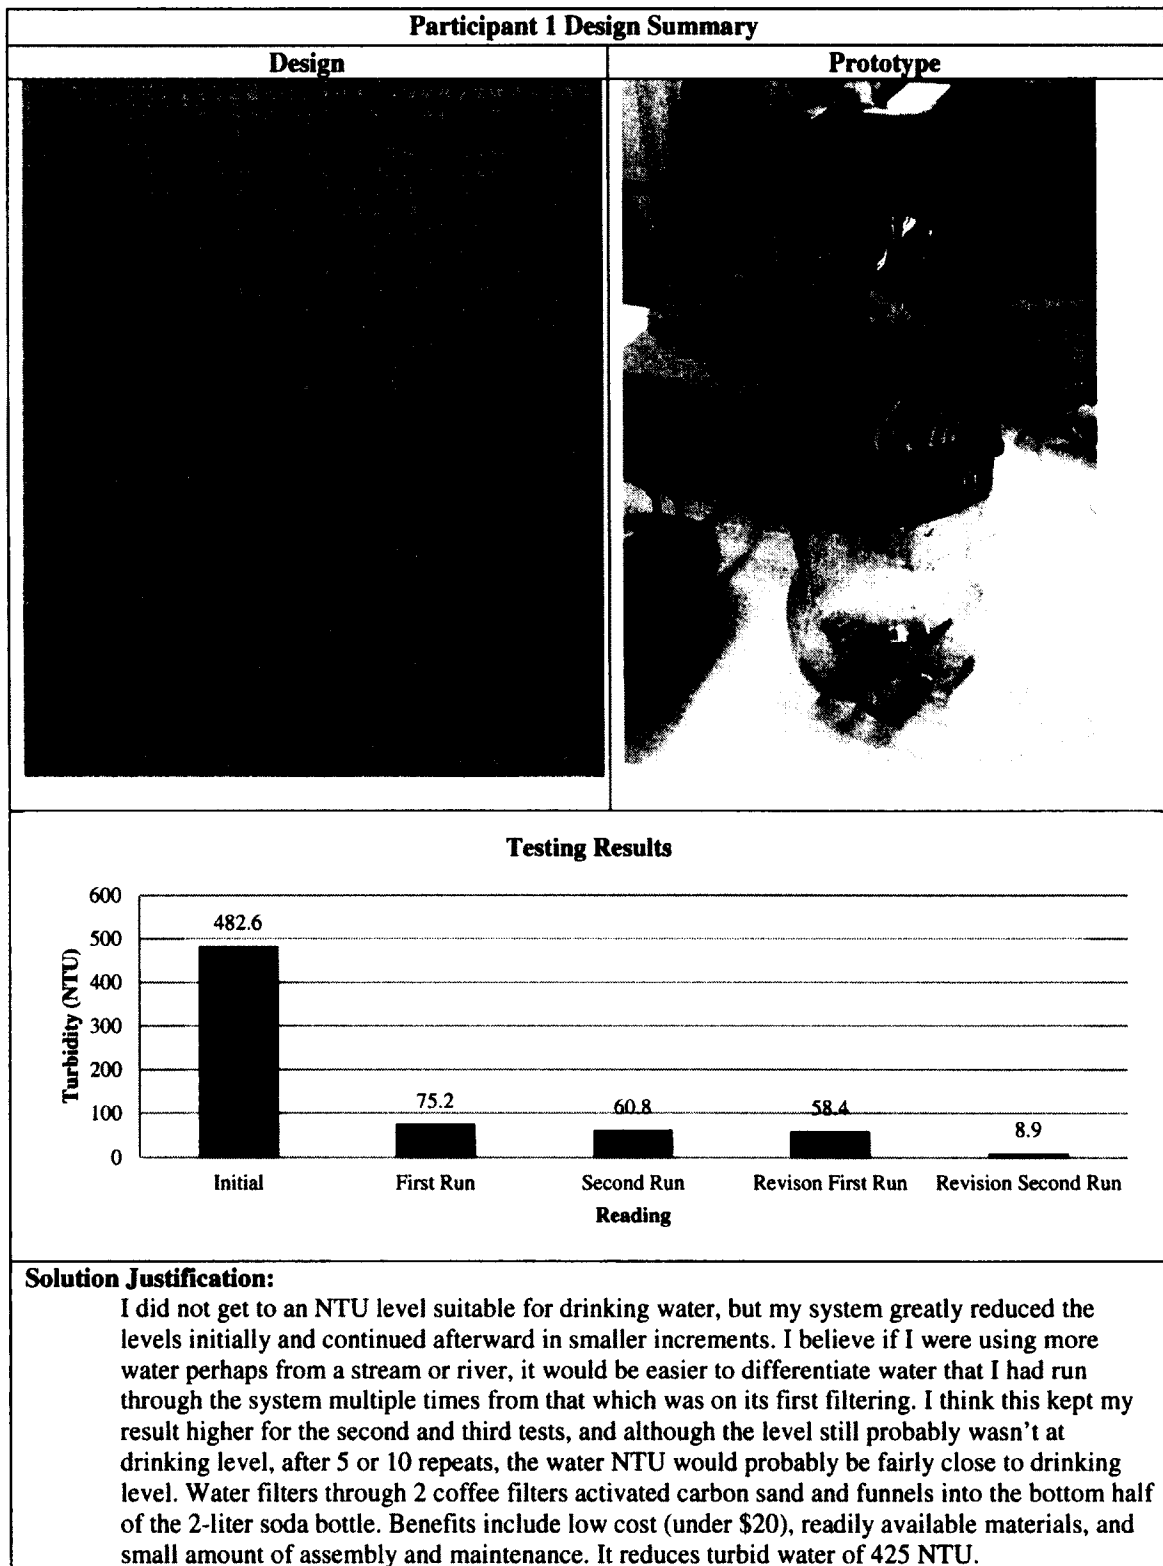 Participant 1 Design Summary
Design
Prototype
Testing Results
600
500
400
300
200
100
0
Turbidity (NTU)
482.6
75.2
60.8
58.4
8.9
Initial
First Run
Second Run
Revison First Run
Revision Second Run
Reading
Solution Justification:
I did not get to an NTU level suitable for drinking water, but my system greatly reduced the
levels initially and continued afterward in smaller increments. I believe if I were using more
water perhaps from a stream or river, it would be easier to differentiate water that I had run
through the system multiple times from that which was on its first filtering. I think this kept my
result higher for the second and third tests, and although the level still probably wasn't at
drinking level, after 5 or 10 repeats, the water NTU would probably be fairly close to drinking
level. Water filters through 2 coffee filters activated carbon sand and funnels into the bottom half
of the 2-liter soda bottle. Benefits include low cost (under $20), readily available materials, and
small amount of assembly and maintenance. It reduces turbid water of 425 NTU.